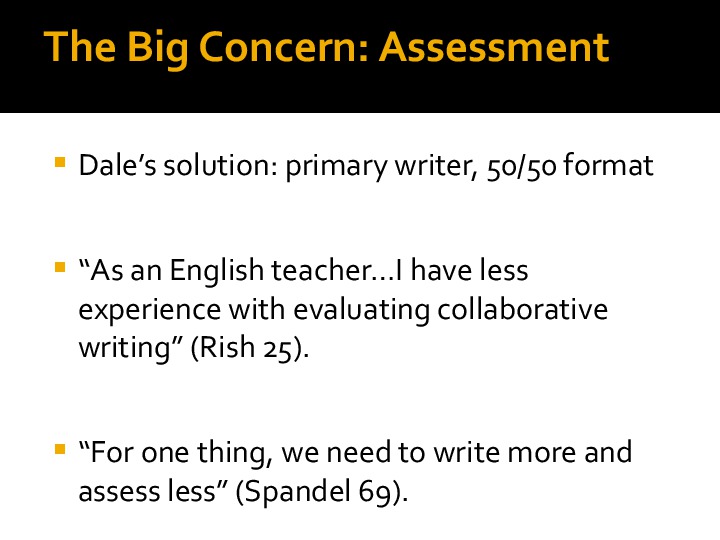 The Big Concern: Assessment
▪ Dale’s solution: primary writer, 50/50 format
▪ “As an English teacher…I have less
experience with evaluating collaborative
writing” (Rish 25).
▪ “For one thing, we need to write more and
assess less” (Spandel 69).